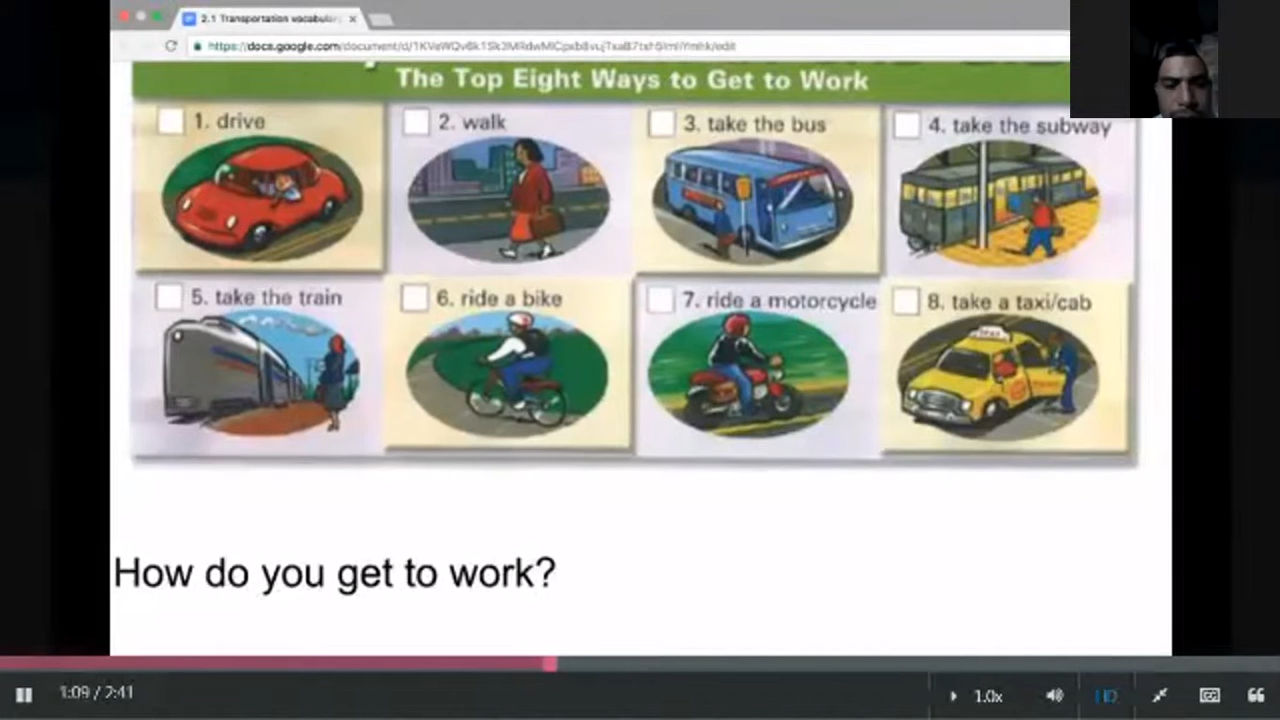 2.1 Transportation vocabulary
The Top Eight Ways to Get to Work
1. drive
2. walk
3. take the bus
4. take the subway
5. take the train
6. ride a bike
7. ride a motorcycle
8. take a taxi/cab
How do you get to work?
1:09 / 2:41
1.0x
HD
CC